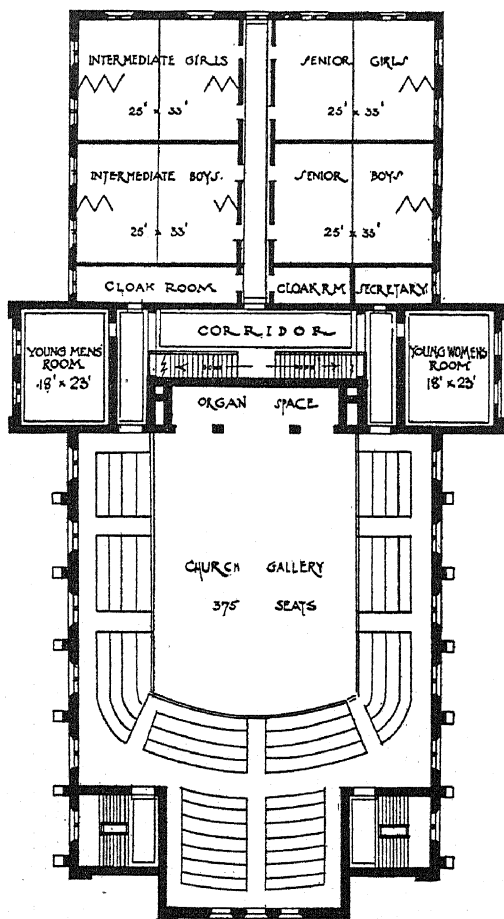 INTERMEDIATE GIRLS
25' x 33'
SENIOR GIRLS
25' x 33'
INTERMEDIATE BOYS.
25' x 33'
SENIOR BOYS
25' x 33'
CLOAK ROOM
CLOAK RM
SECRETARY
CORRIDOR
YOUNG MENS
ROOM
18' x 23'
YOUNG WOMENS
ROOM
18' x 23'
ORGAN SPACE
CHURCH GALLERY
375 SEATS